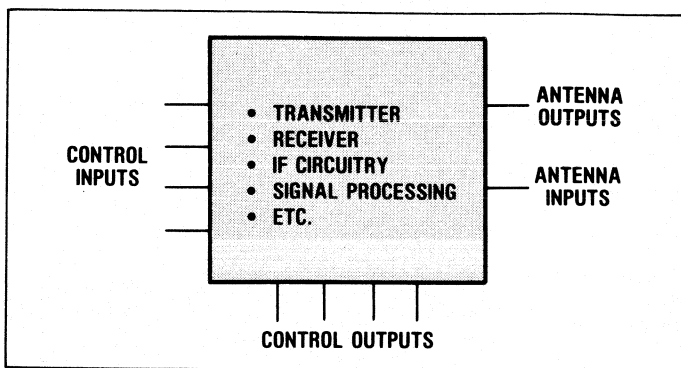 CONTROL
INPUTS
• TRANSMITTER
• RECEIVER
• IF CIRCUITRY
• SIGNAL PROCESSING
• ETC.
ANTENNA
OUTPUTS
ANTENNA
INPUTS
CONTROL OUTPUTS